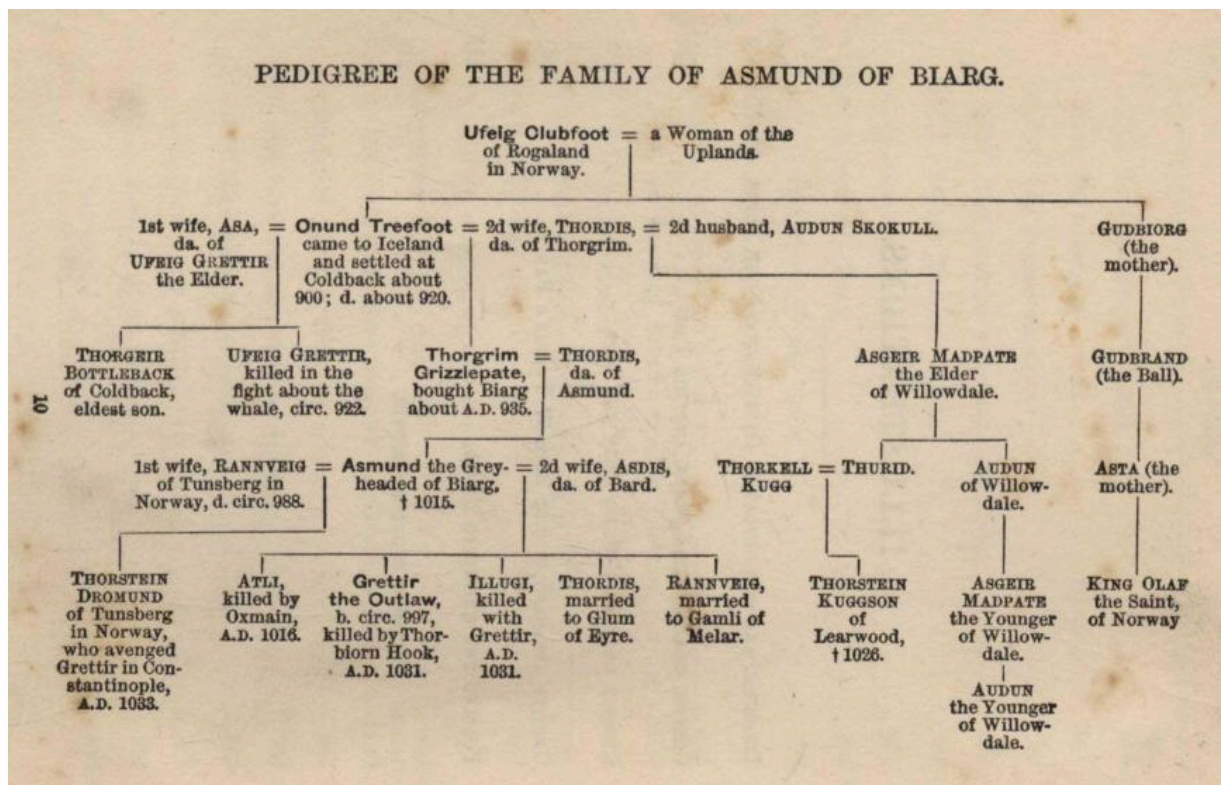 PEDIGREE OF THE FAMILY OF ASMUND OF BIARG.
Ufeig Clubfoot = a Woman of the
of Rogaland Uplands.
in Norway.
1st wife, ASA, = Onund Treefoot = 2d wife, THORDIS, = 2d husband, AUDUN SKOKULL.
da. of
UFEIG GRETTIR
the Elder.
came to Iceland
and settled at
Coldback about
900; d. about 920.
da. of Thorgrim.
GUDBIORG
(the
mother).
THORGEIR
BOTTLEBACK
of Coldback,
eldest son.
UFEIG GRETTIR,
killed in the
fight about the
whale, circ. 922.
Thorgrim = THORDIS,
Grizzlepate,
bought Biarg
about A.D. 935.
da. of
Asmund.
ASGEIR MADPATE
the Elder
of Willowdale.
GUDBRAND
(the Ball).
10
1st wife, RANNVEIG = Asmund the Grey- = 2d wife, ASDIS,
of Tunsberg in
Norway, d. circ. 988.
headed of Biarg,
† 1015.
da. of Bard.
THORKELL = THURID.
KUGG
AUDUN
of Willow-
dale.
ASTA (the
mother).
THORSTEIN
DROMUND
of Tunsberg
in Norway,
who avenged
Grettir in Con-
stantinople,
A.D. 1033.
ATLI,
killed by
Oxmain,
A.D. 1016.
Grettir
the Outlaw,
b. circ. 997,
killed by Thor-
biorn Hook,
A.D. 1031.
ILLUGI,
killed
with
Grettir,
A.D.
1031.
THORDIS,
married
to Glum
of Eyre.
RANNVEIG,
married
to Gamli of
Melar.
THORSTEIN
KUGGSON
of
Learwood,
† 1026.
ASGEIR
MADPATE
the Younger
of Willow-
dale.
AUDUN
the Younger
of Willow-
dale.
KING OLAF
the Saint,
of Norway